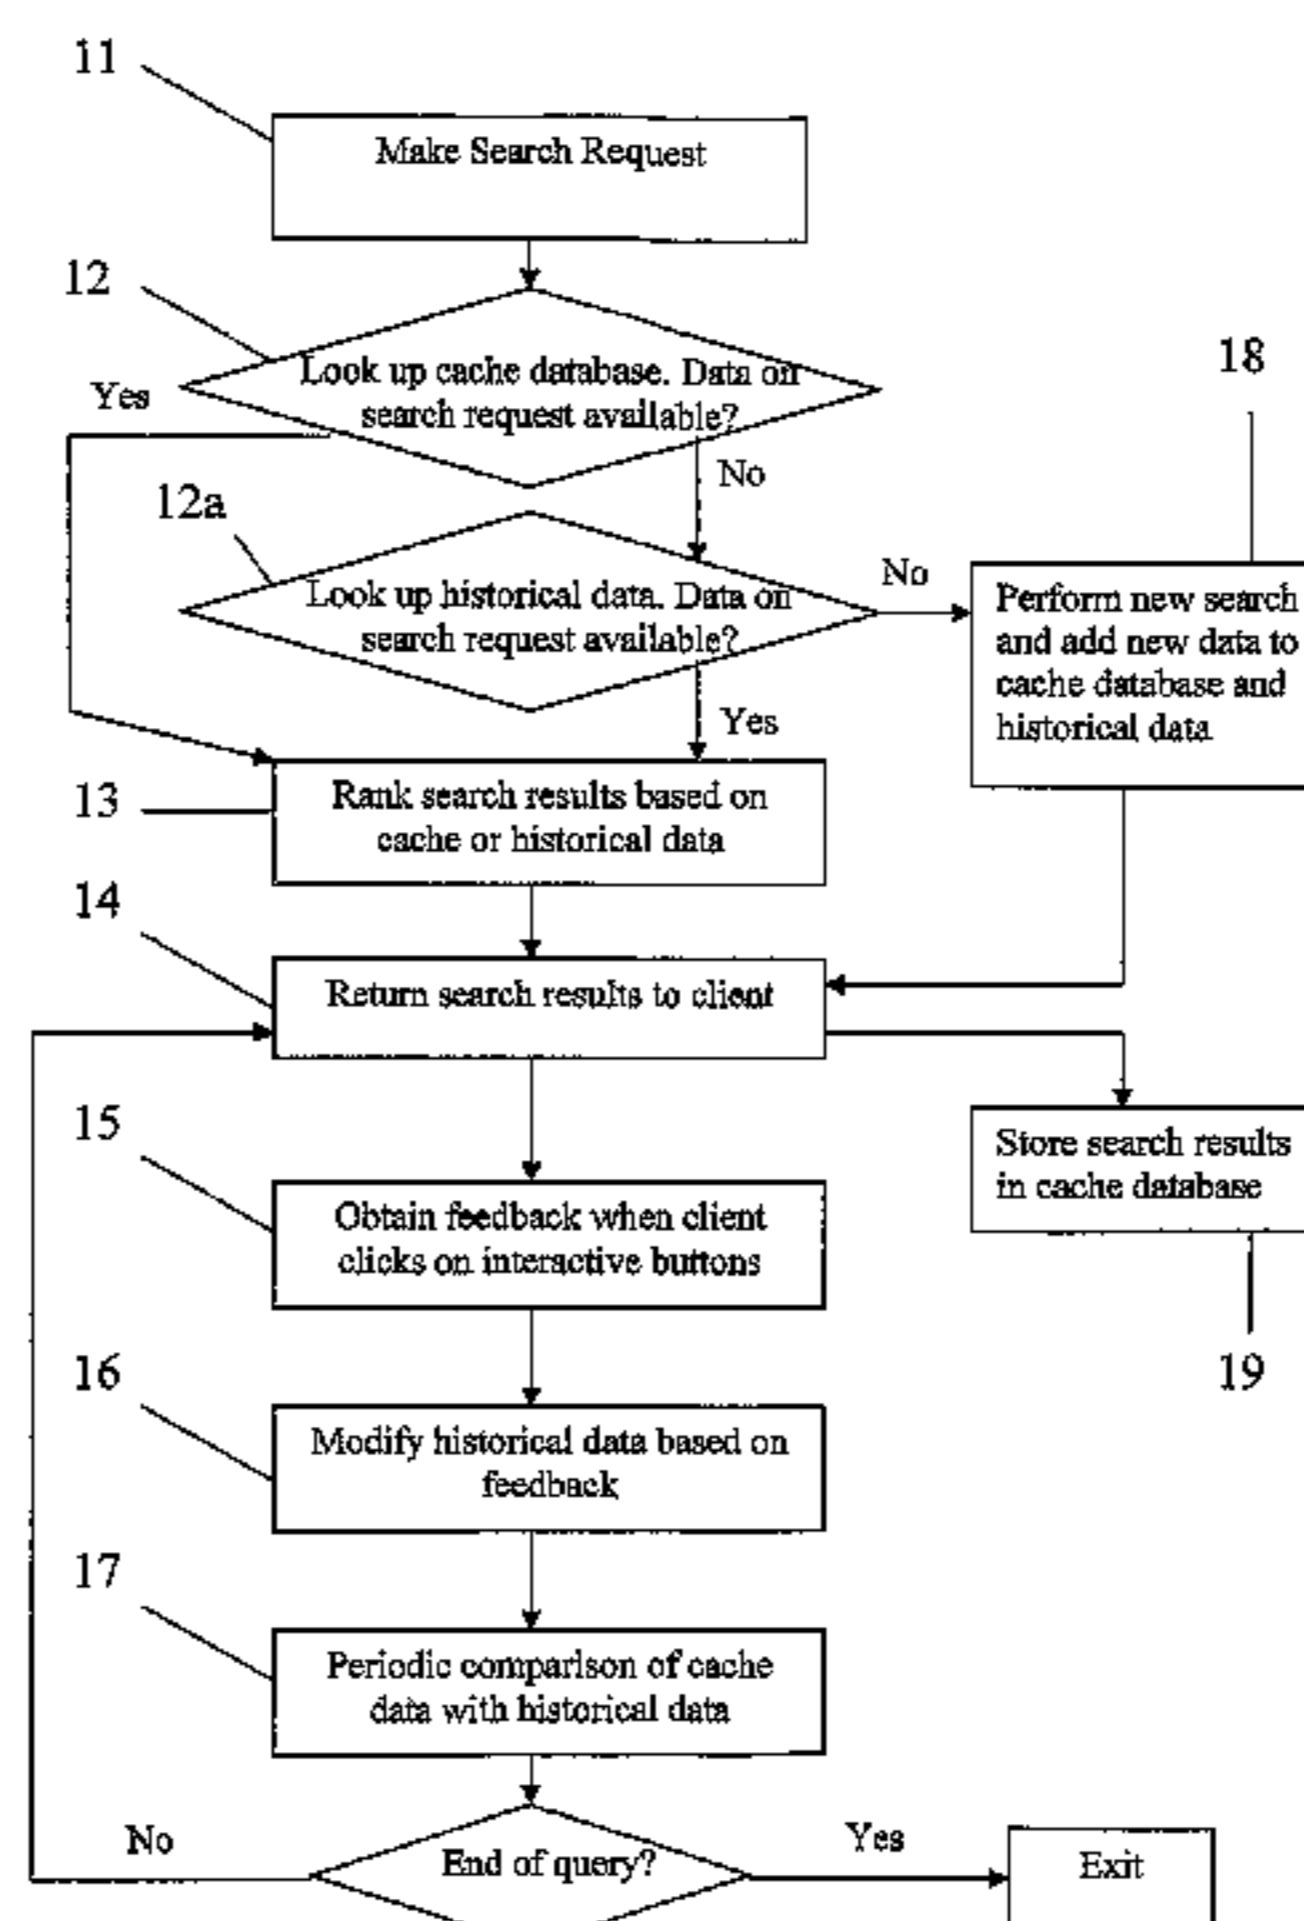 11
Make Search Request
12
Look up cache database. Data on
search request available?
Yes
No
18
12a
Look up historical data. Data on
search request available?
No
Yes
Perform new search
and add new data to
cache database and
historical data
13
Rank search results based on
cache or historical data
14
Return search results to client
15
Obtain feedback when client
clicks on interactive buttons
Store search results
in cache database
19
16
Modify historical data based on
feedback
17
Periodic comparison of cache
data with historical data
No
End of query?
Yes
Exit